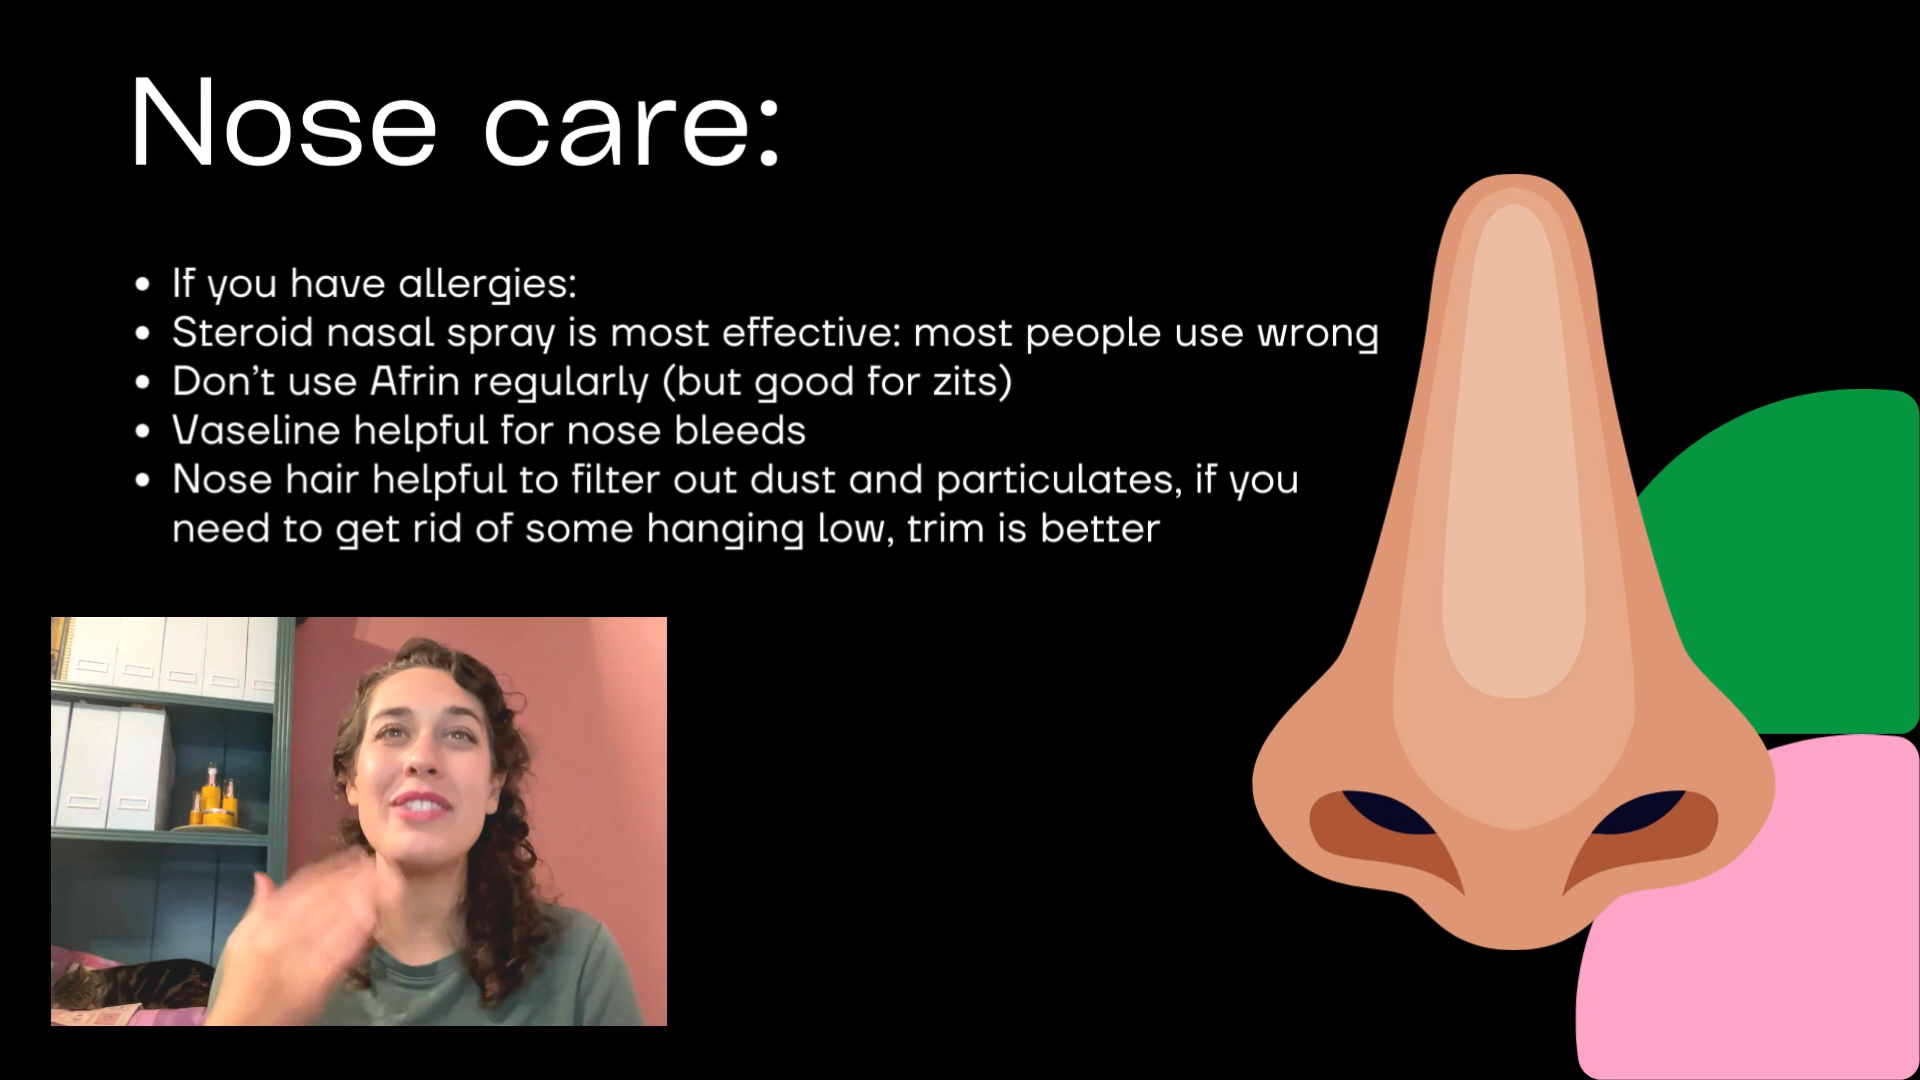 Nose care:
• If you have allergies:
• Steroid nasal spray is most effective: most people use wrong
• Don't use Afrin regularly (but good for zits)
• Vaseline helpful for nose bleeds
• Nose hair helpful to filter out dust and particulates, if you
need to get rid of some hanging low, trim is better